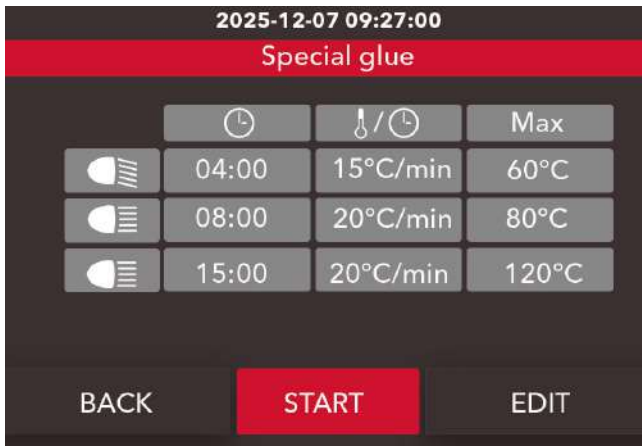 2025-12-07 09:27:00
Special glue
/ Max
04:00 15°C/min 60°C
08:00 20°C/min 80°C
15:00 20°C/min 120°C
BACK START EDIT